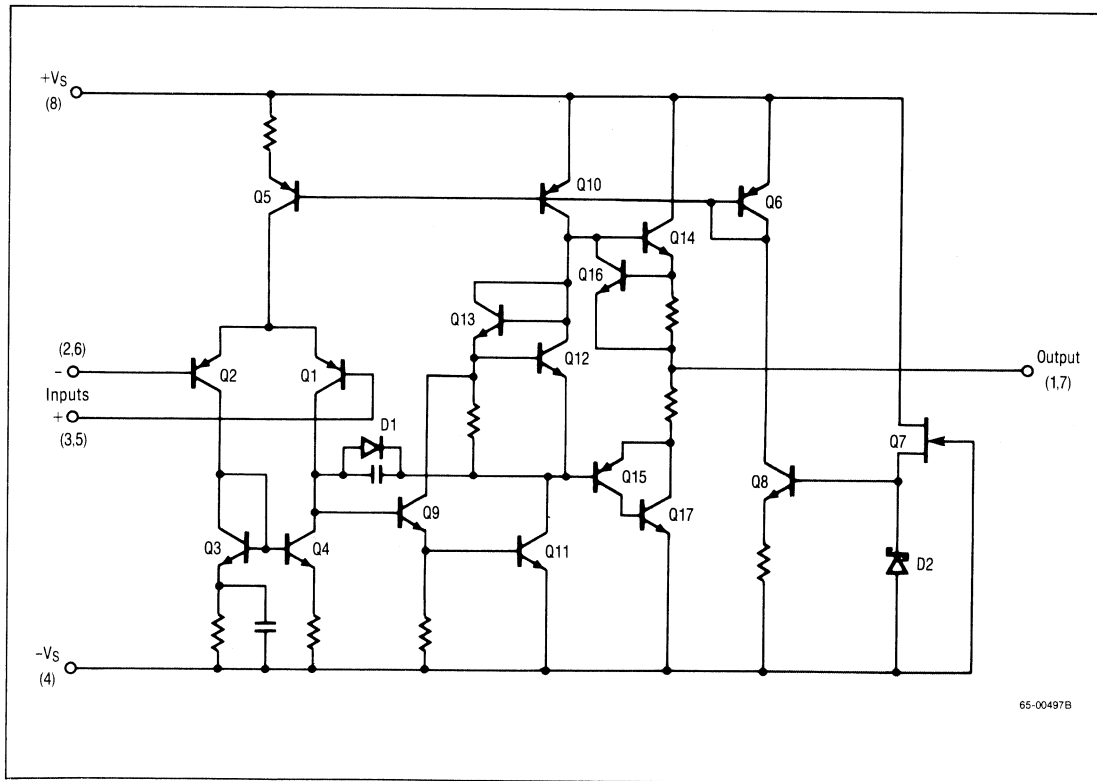 +VS
(8)
Q5
Q10
Q6
Q14
Q16
Q13
Q12
(2,6)
−
Q2
Q1
Inputs
+
(3,5)
Output
(1,7)
D1
Q7
Q15
Q8
Q9
Q17
Q3
Q4
Q11
D2
−VS
(4)
65-00497B